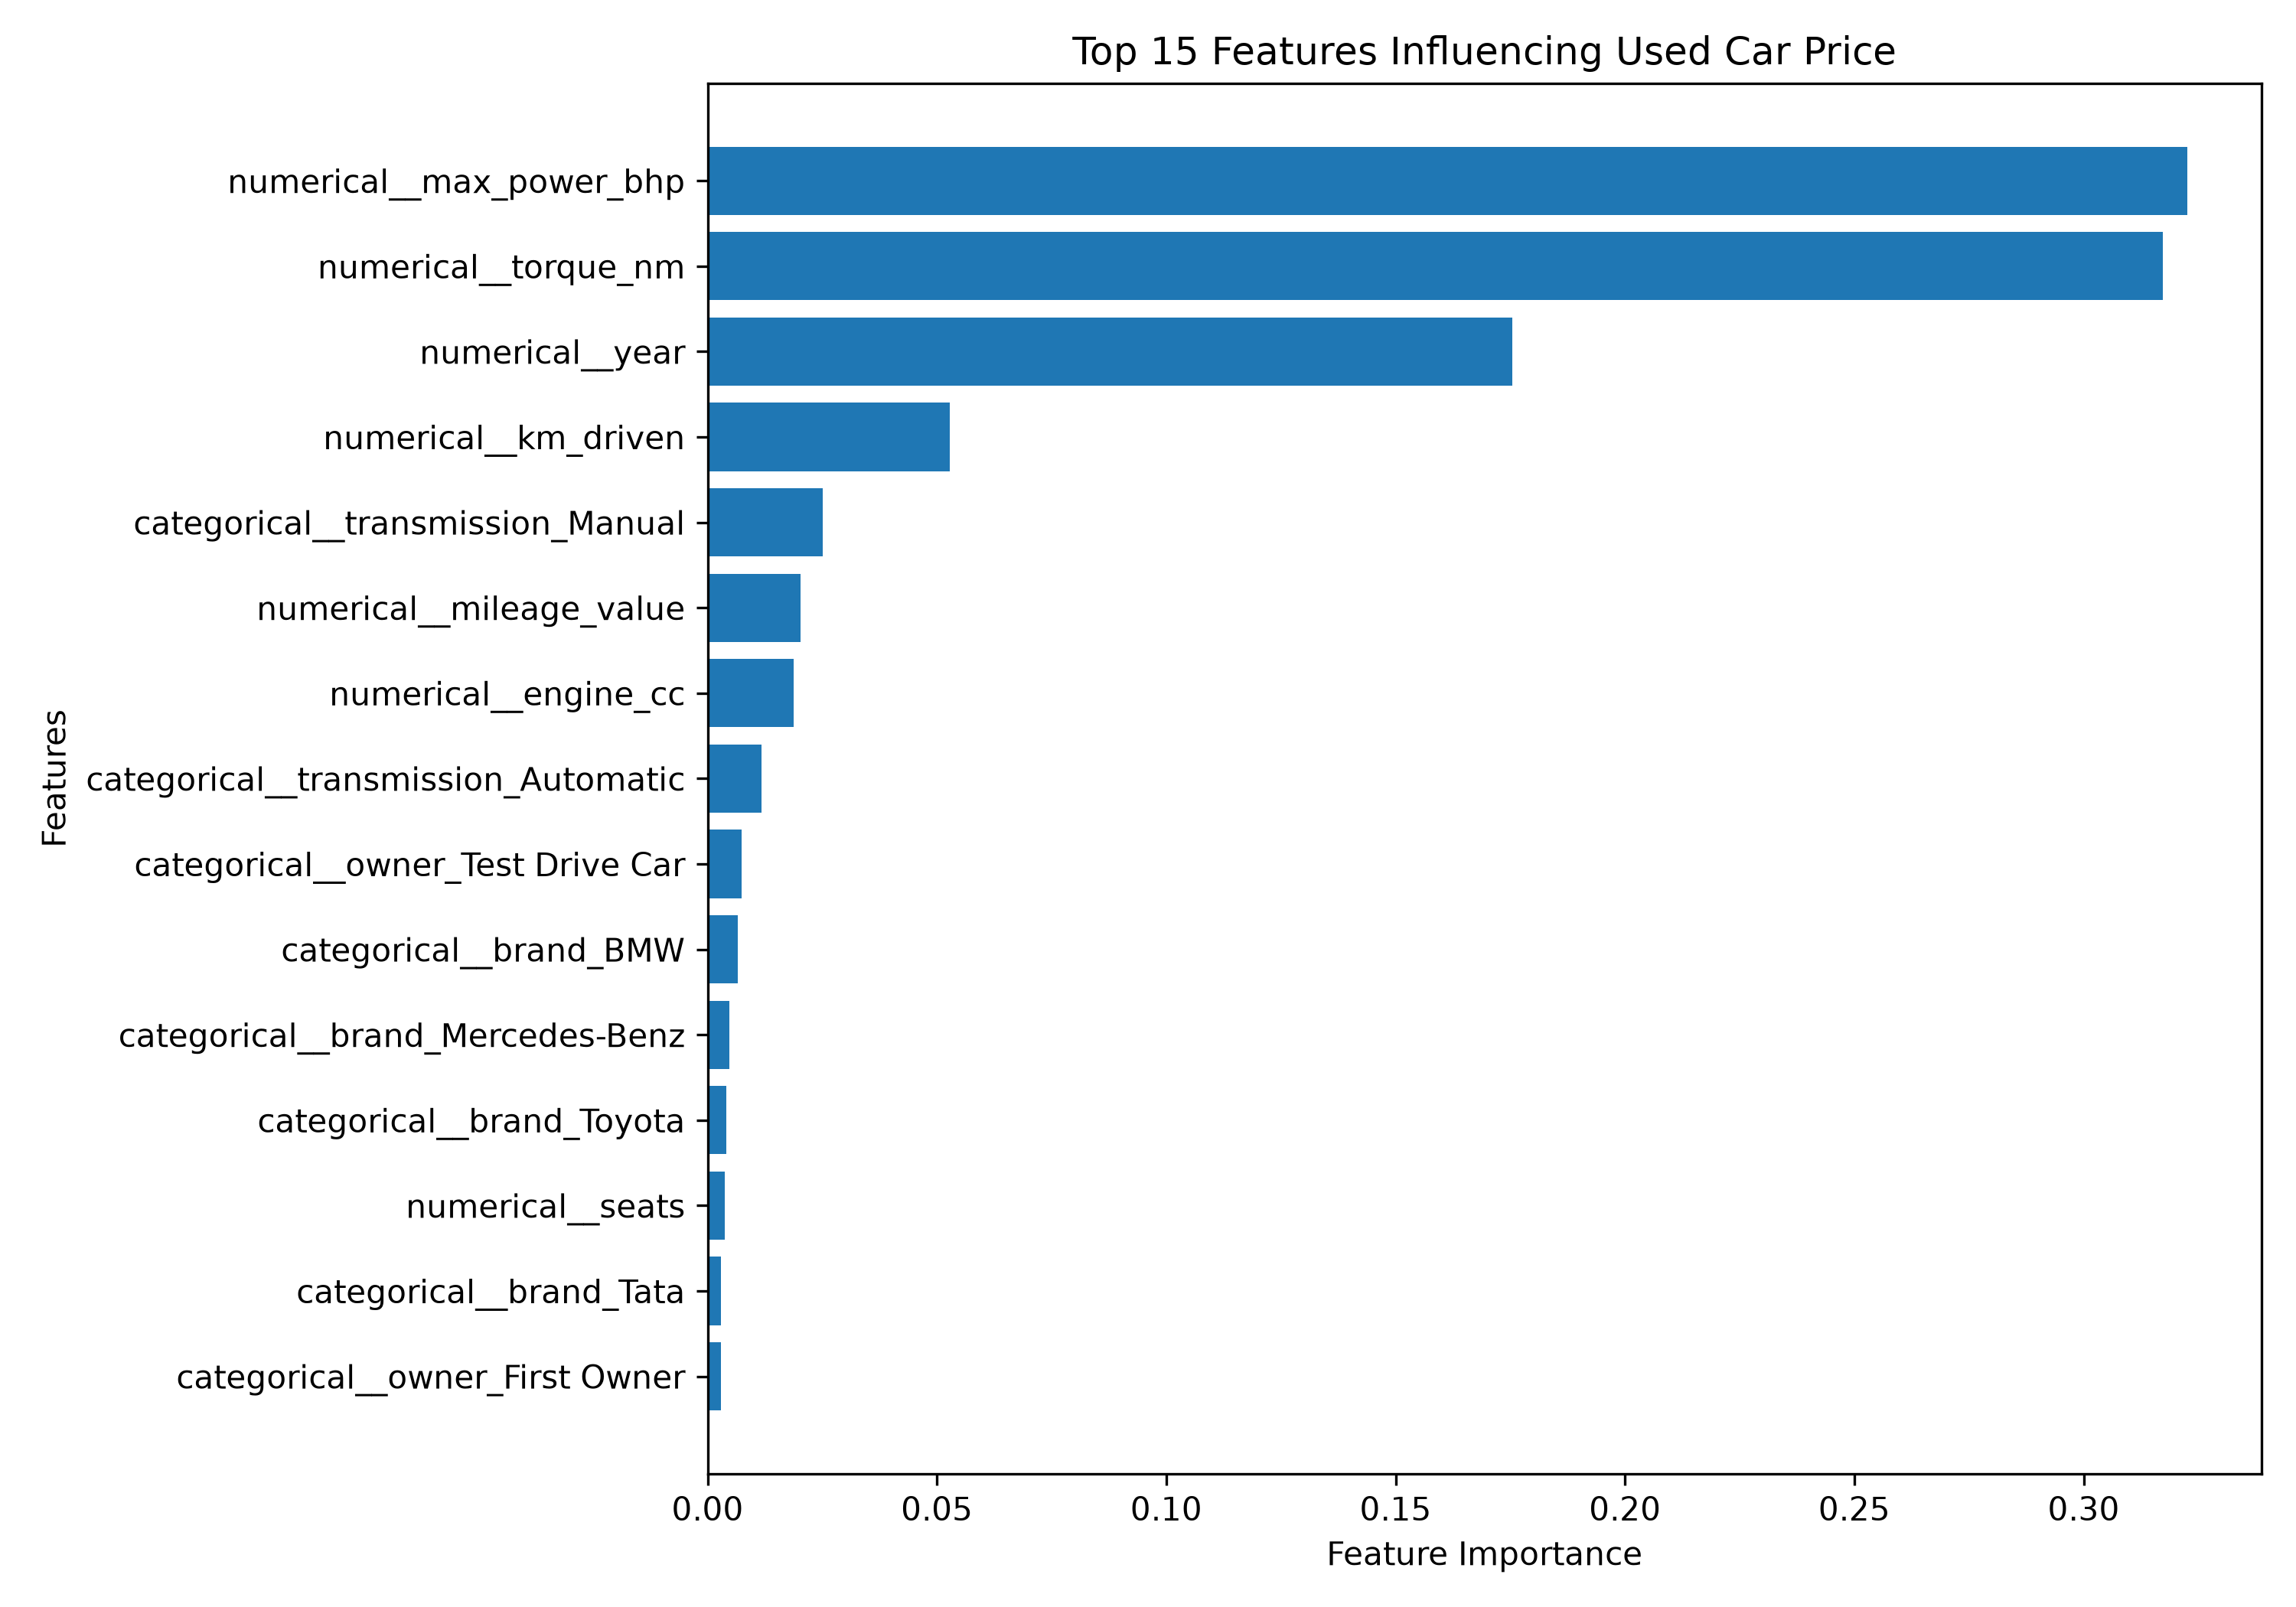 Top 15 Features Influencing Used Car Price
numerical__max_power_bhp
numerical__torque_nm
numerical__year
numerical__km_driven
categorical__transmission_Manual
numerical__mileage_value
numerical__engine_cc
categorical__transmission_Automatic
categorical__owner_Test Drive Car
categorical__brand_BMW
categorical__brand_Mercedes-Benz
categorical__brand_Toyota
numerical__seats
categorical__brand_Tata
categorical__owner_First Owner
Features
0.00 0.05 0.10 0.15 0.20 0.25 0.30
Feature Importance